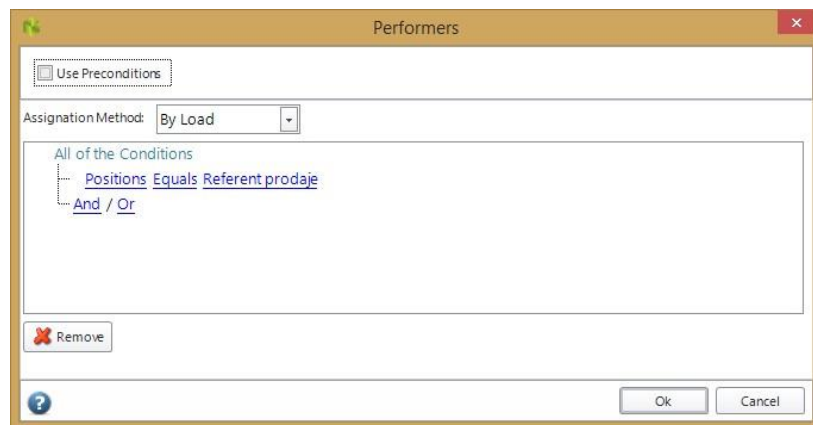 Performers
Use Preconditions
Assignation Method: By Load
All of the Conditions
Positions Equals Referent prodaje
And / Or
Remove
Ok Cancel